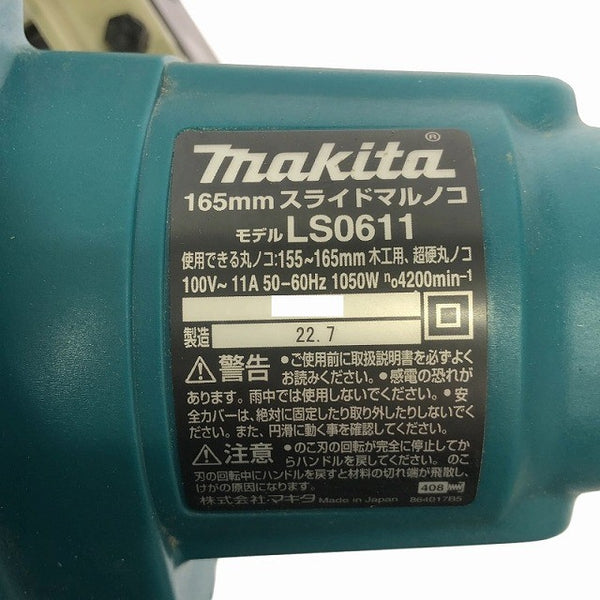 makita®
165mm スライドマルノコ
モデル LS0611
使用できる丸ノコ:155~165mm 木工用、超硬丸ノコ
100V~ 11A 50-60Hz 1050W n₀4200min⁻¹
製造 22.7
警告 ●ご使用前に取扱説明書を必ずよく
お読みください。●感電の恐れが
あります。雨中では使用しないでください。●安
全カバーは、絶対に固定したり取り外したりしないでく
ださい。また、円滑に動く事を確認してください。
注意 ●のこ刃の回転が完全に停止してか
らハンドルを戻してください。のこ
刃の回転中にハンドルを戻すと材料の切れ端が飛散し、
けがの原因になります。
408
株式会社マキタ Made in Japan 864017B5